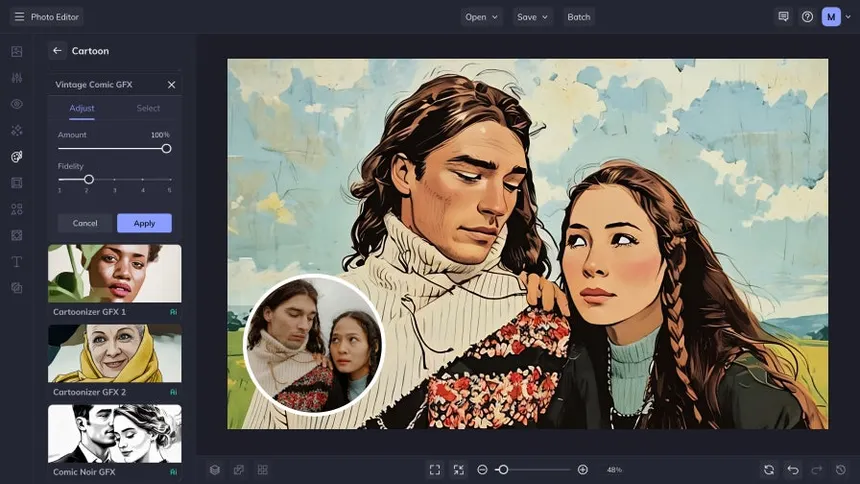 Photo Editor
Open
Save
Batch
M
Cartoon
Vintage Comic GFX
Adjust
Select
Amount
100%
Fidelity
1 2 3 4 5
Cancel
Apply
Cartoonizer GFX 1
Ai
Cartoonizer GFX 2
Ai
Comic Noir GFX
Ai
48%